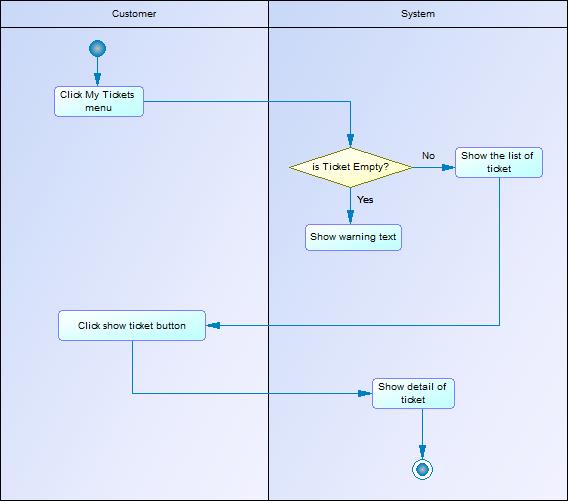 Customer
System
Click My Tickets
menu
is Ticket Empty?
No
Show the list of
ticket
Yes
Show warning text
Click show ticket button
Show detail of
ticket